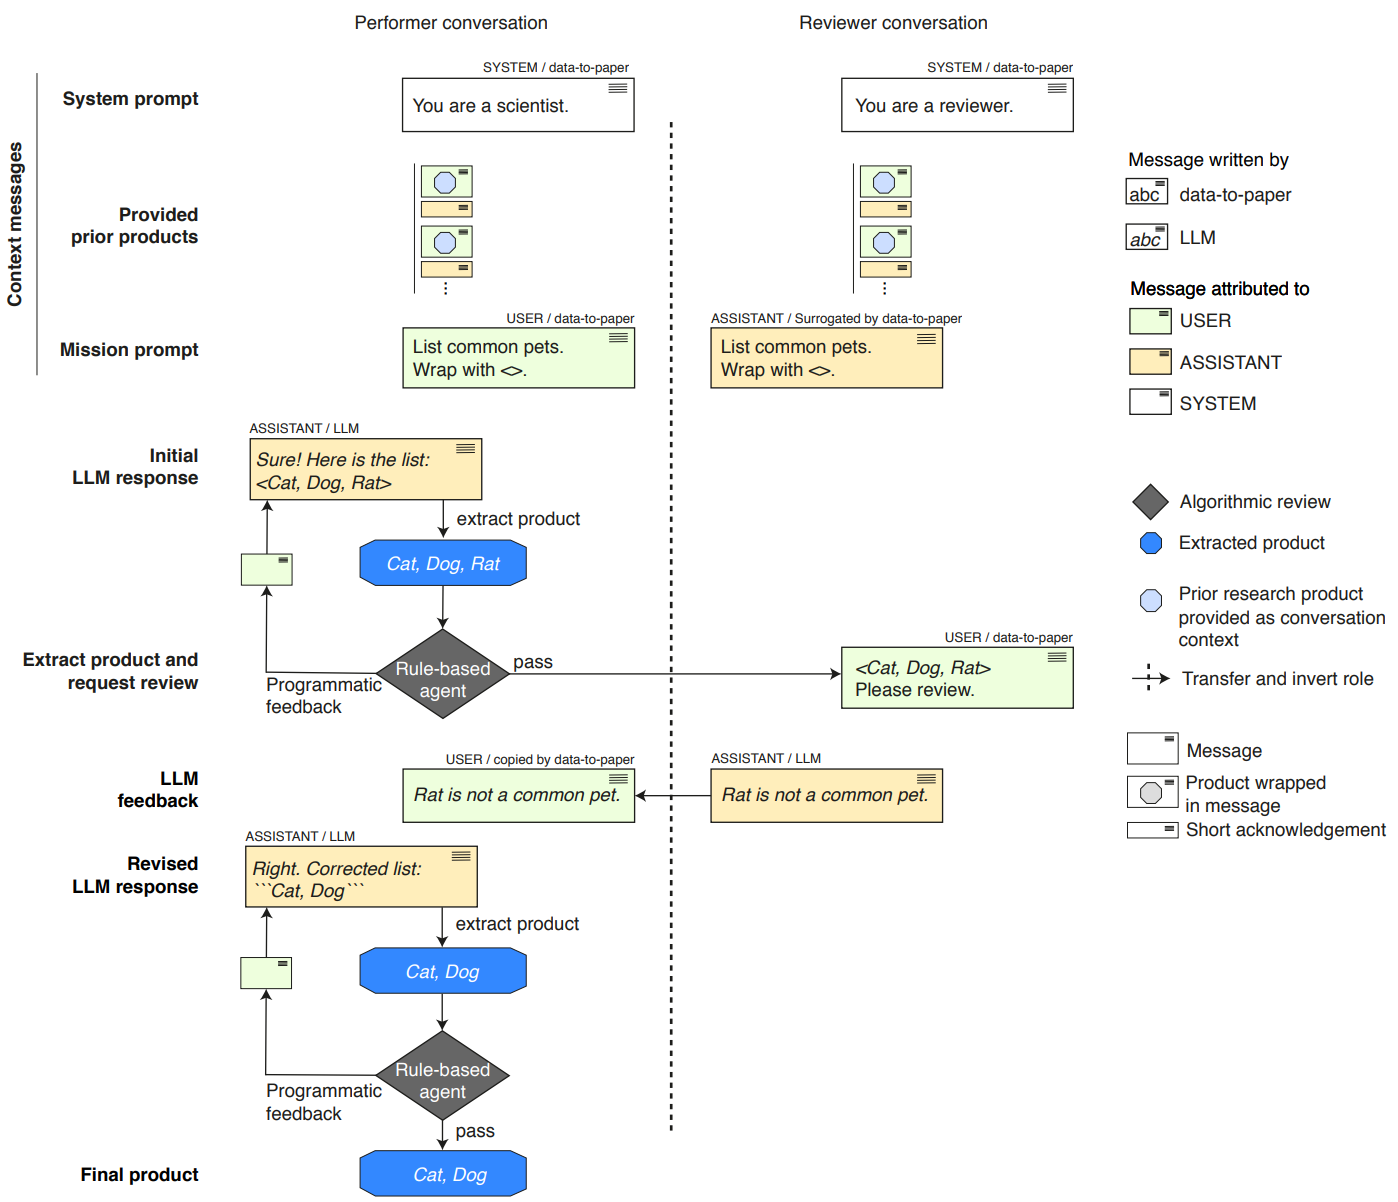 Performer conversation
Reviewer conversation
Context messages
System prompt
SYSTEM / data-to-paper
You are a scientist.
SYSTEM / data-to-paper
You are a reviewer.
Provided
prior products
Mission prompt
USER / data-to-paper
List common pets.
Wrap with <>.
ASSISTANT / Surrogated by data-to-paper
List common pets.
Wrap with <>.
Initial
LLM response
ASSISTANT / LLM
Sure! Here is the list:
<Cat, Dog, Rat>
extract product
Cat, Dog, Rat
Extract product and
request review
Rule-based
agent
pass
Programmatic
feedback
USER / data-to-paper
<Cat, Dog, Rat>
Please review.
LLM
feedback
USER / copied by data-to-paper
Rat is not a common pet.
ASSISTANT / LLM
Rat is not a common pet.
Revised
LLM response
ASSISTANT / LLM
Right. Corrected list:
```Cat, Dog```
extract product
Cat, Dog
Rule-based
agent
Programmatic
feedback
pass
Final product
Cat, Dog
Message written by
abc data-to-paper
abc LLM
Message attributed to
USER
ASSISTANT
SYSTEM
Algorithmic review
Extracted product
Prior research product
provided as conversation
context
Transfer and invert role
Message
Product wrapped
in message
Short acknowledgement